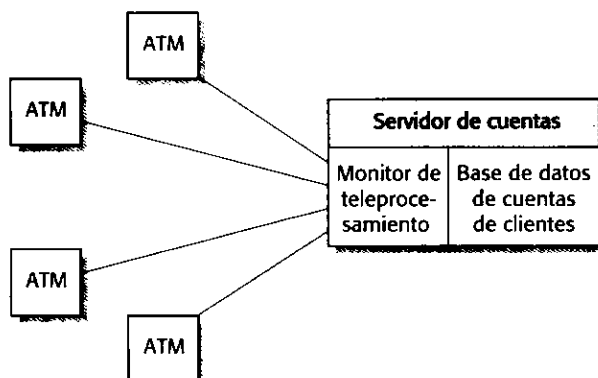 ATM
ATM
Servidor de cuentas
Monitor de
teleproce-
samiento
Base de datos
de cuentas
de clientes
ATM
ATM